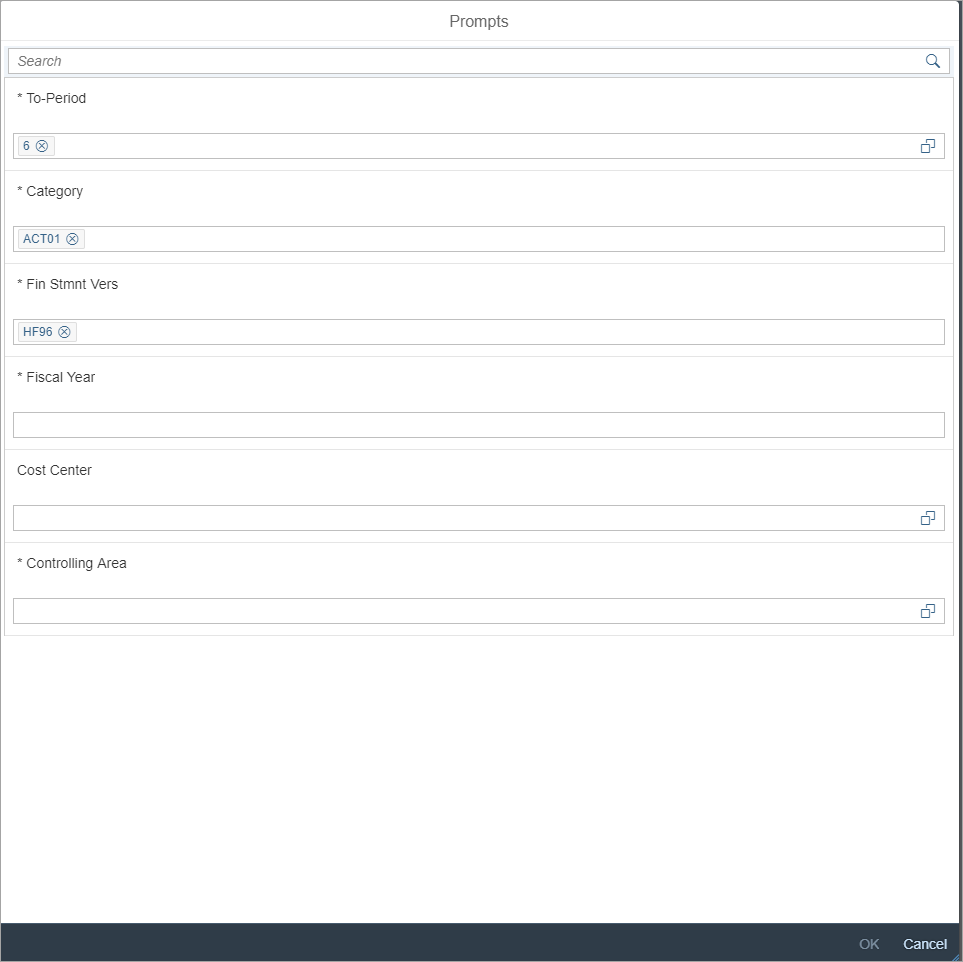 Prompts
Search
* To-Period
6
* Category
ACT01
* Fin Stmnt Vers
HF96
* Fiscal Year
Cost Center
* Controlling Area
OK Cancel